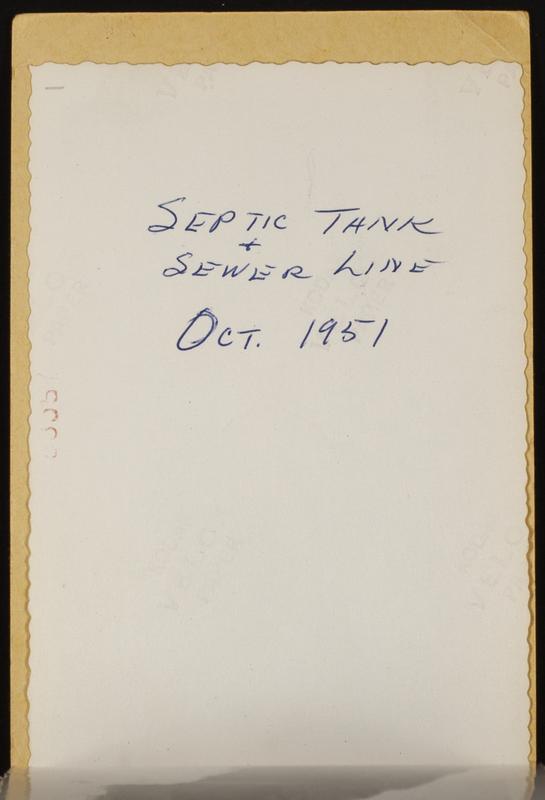 SEPTIC TANK
+
SEWER LINE
OCT. 1951